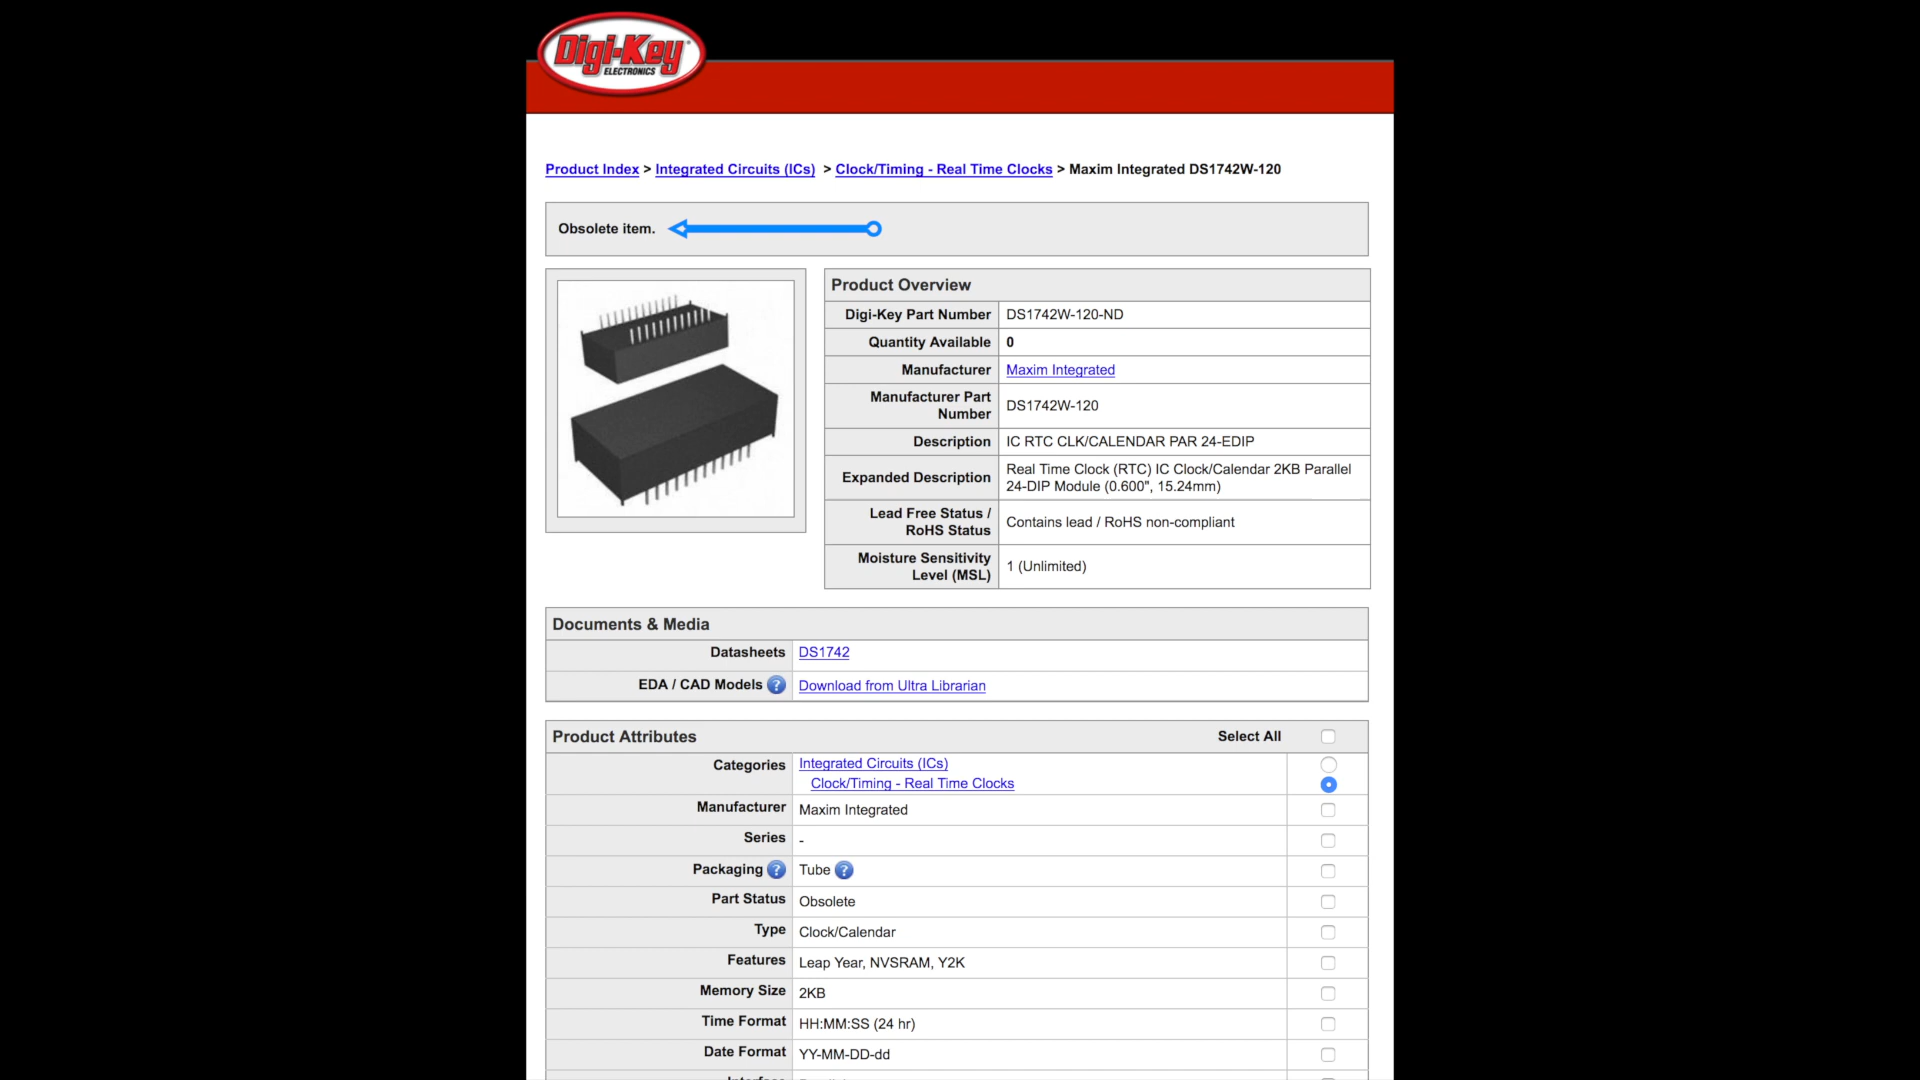 Digi-Key
ELECTRONICS
Product Index > Integrated Circuits (ICs) > Clock/Timing - Real Time Clocks > Maxim Integrated DS1742W-120
Obsolete item.
Product Overview
Digi-Key Part Number DS1742W-120-ND
Quantity Available 0
Manufacturer Maxim Integrated
Manufacturer Part
Number
DS1742W-120
Description IC RTC CLK/CALENDAR PAR 24-EDIP
Expanded Description
Real Time Clock (RTC) IC Clock/Calendar 2KB Parallel
24-DIP Module (0.600", 15.24mm)
Lead Free Status /
RoHS Status
Contains lead / RoHS non-compliant
Moisture Sensitivity
Level (MSL)
1 (Unlimited)
Documents & Media
Datasheets DS1742
EDA / CAD Models ? Download from Ultra Librarian
Product Attributes Select All
Categories Integrated Circuits (ICs)
Clock/Timing - Real Time Clocks
Manufacturer Maxim Integrated
Series -
Packaging ? Tube ?
Part Status Obsolete
Type Clock/Calendar
Features Leap Year, NVSRAM, Y2K
Memory Size 2KB
Time Format HH:MM:SS (24 hr)
Date Format YY-MM-DD-dd